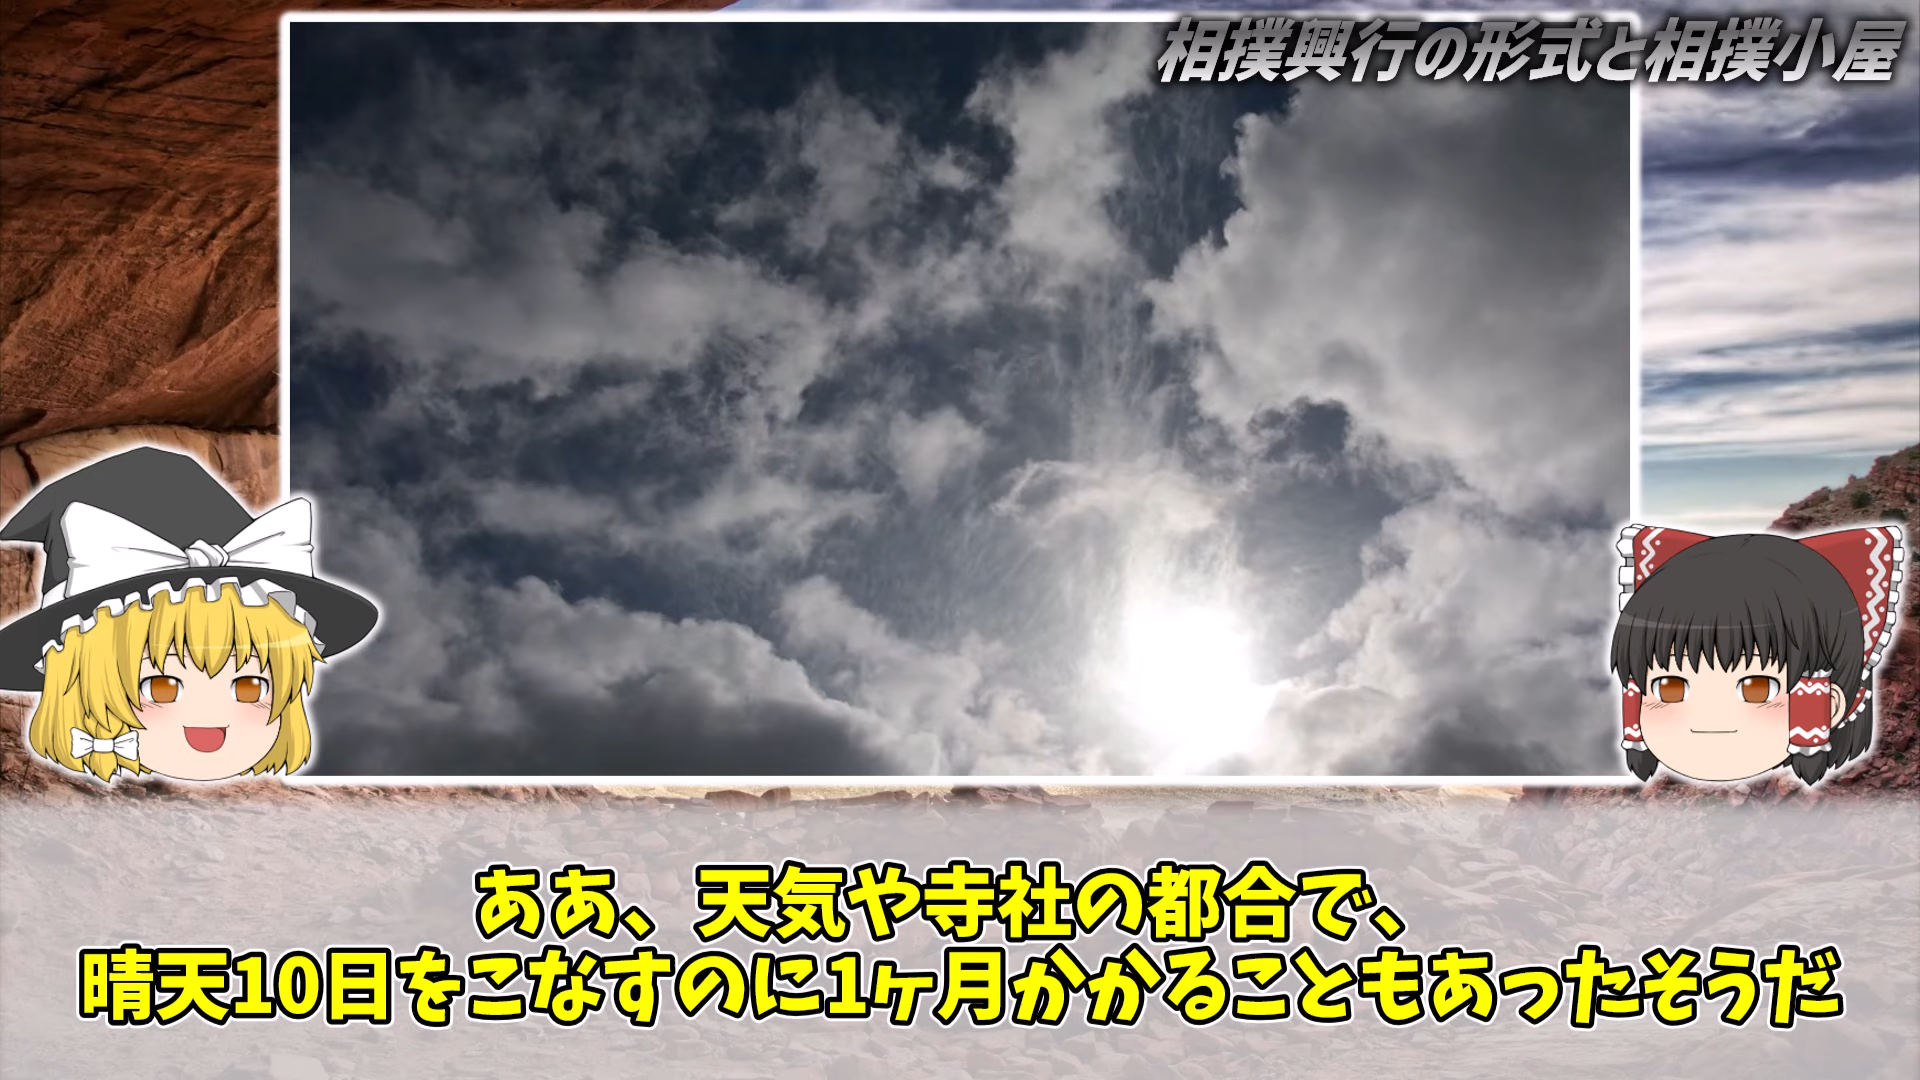 相撲興行の形式と相撲小屋
ああ、天気や寺社の都合で、
晴天10日をこなすのに1ヶ月かかることもあったそうだ